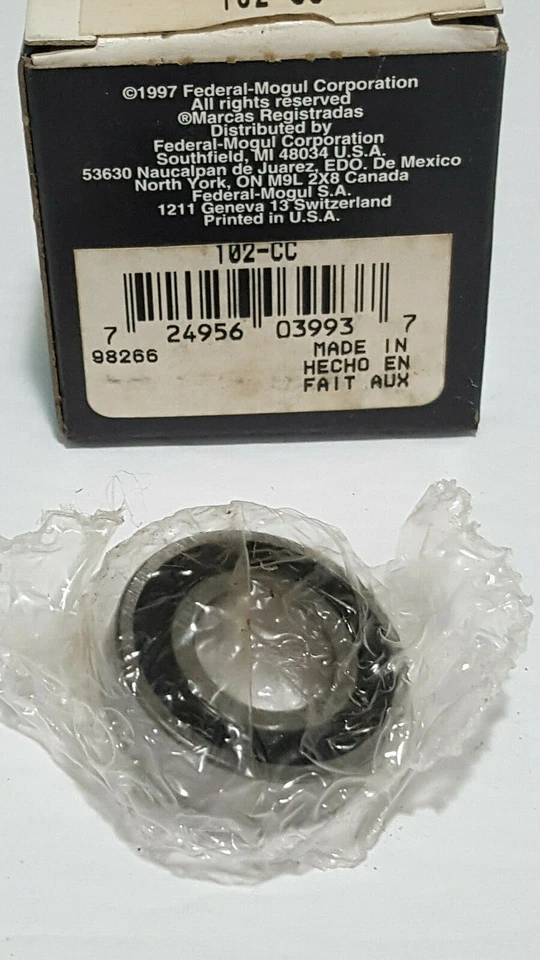 102-CC
©1997 Federal-Mogul Corporation
All rights reserved
®Marcas Registradas
Distributed by
Federal-Mogul Corporation
Southfield, MI 48034 U.S.A.
53630 Naucalpan de Juarez, EDO. De Mexico
North York, ON M9L 2X8 Canada
Federal-Mogul S.A.
1211 Geneva 13 Switzerland
Printed in U.S.A.
102-CC
7 24956 03993 7
98266
MADE IN
HECHO EN
FAIT AUX